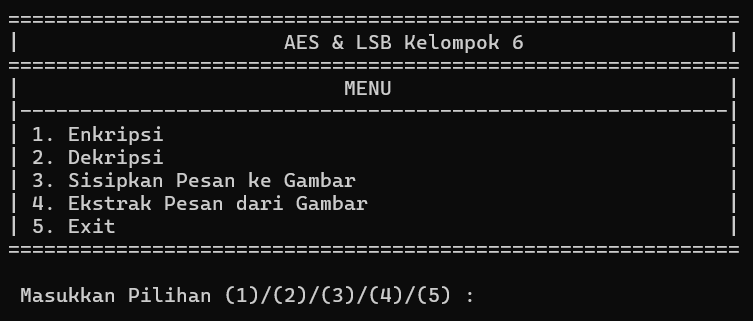 =============================================================
|                      AES & LSB Kelompok 6                 |
=============================================================
|                           MENU                            |
|-----------------------------------------------------------|
| 1. Enkripsi                                               |
| 2. Dekripsi                                               |
| 3. Sisipkan Pesan ke Gambar                               |
| 4. Ekstrak Pesan dari Gambar                              |
| 5. Exit                                                   |
=============================================================
Masukkan Pilihan (1)/(2)/(3)/(4)/(5) :